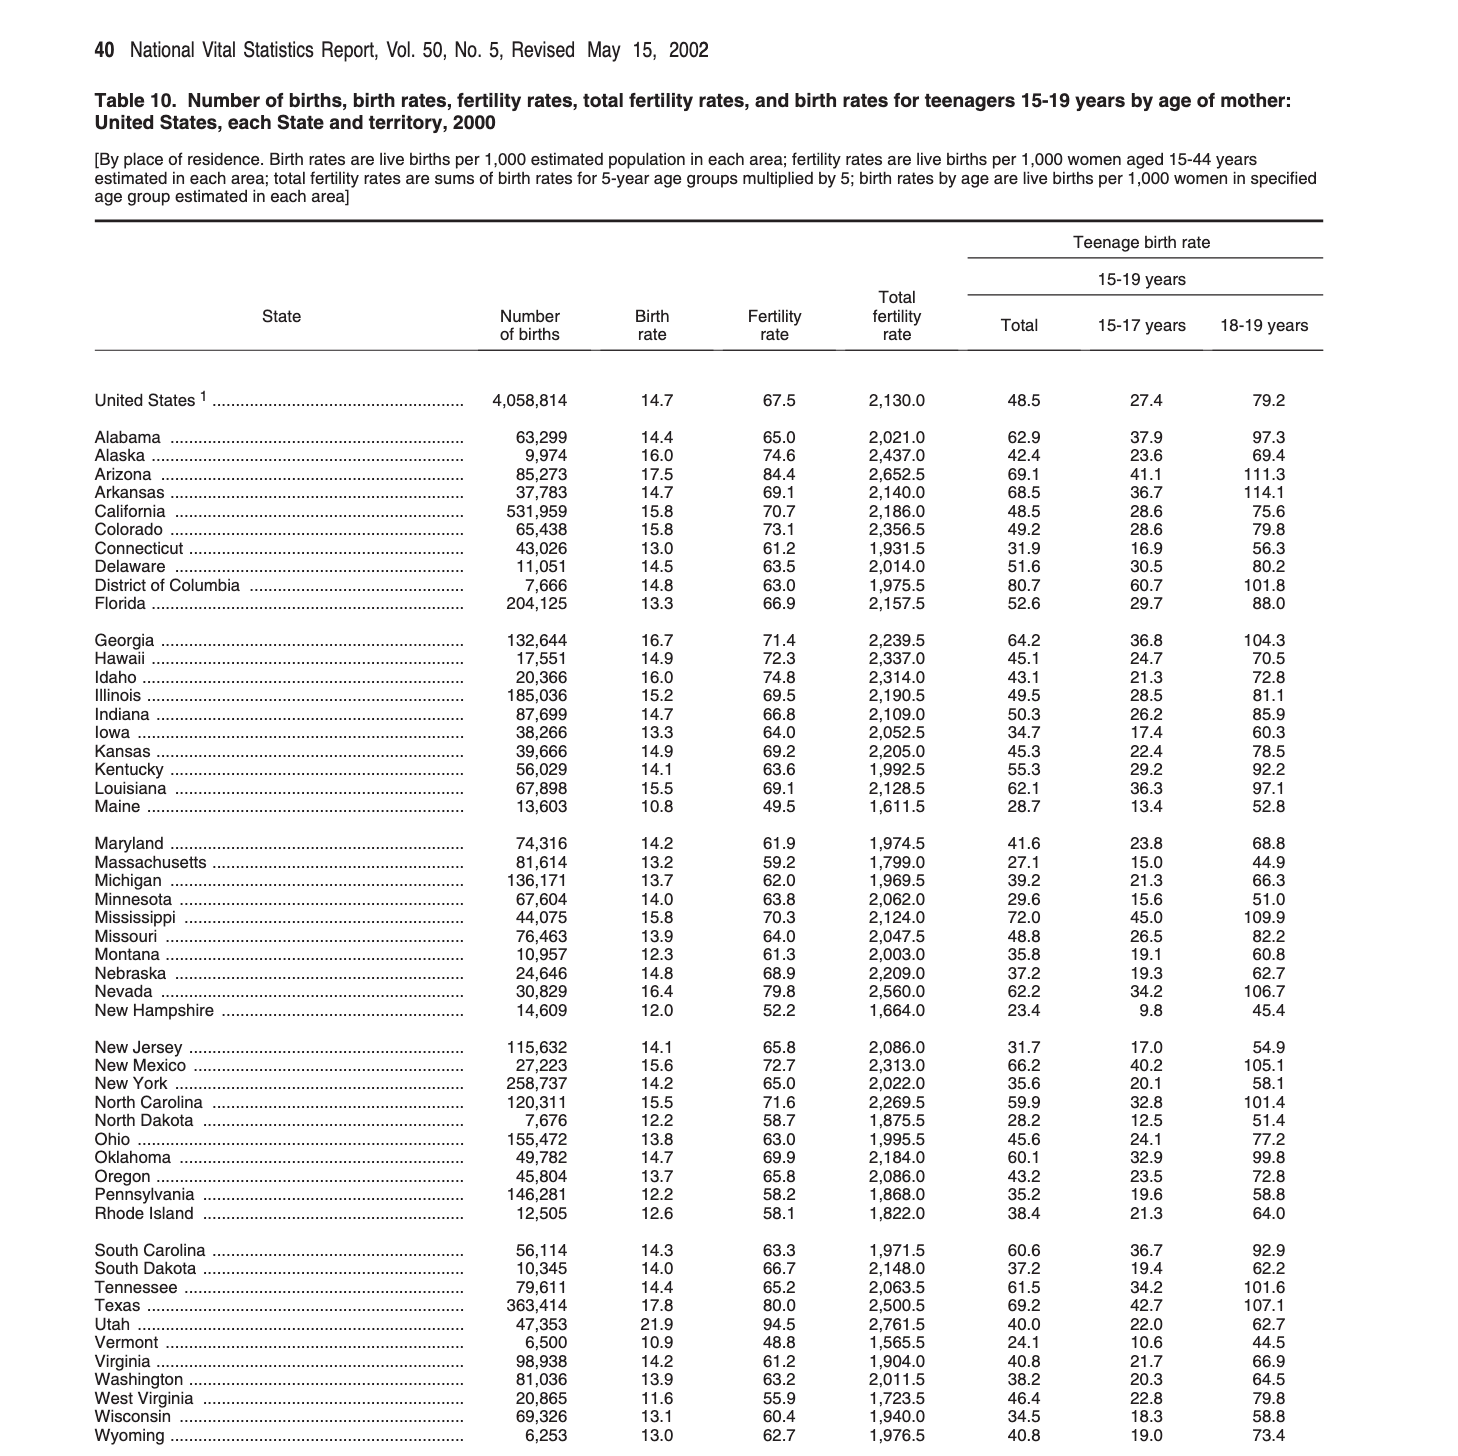 40 National Vital Statistics Report, Vol. 50, No. 5, Revised May 15, 2002
Table 10. Number of births, birth rates, fertility rates, total fertility rates, and birth rates for teenagers 15-19 years by age of mother:
United States, each State and territory, 2000
[By place of residence. Birth rates are live births per 1,000 estimated population in each area; fertility rates are live births per 1,000 women aged 15-44 years
estimated in each area; total fertility rates are sums of birth rates for 5-year age groups multiplied by 5; birth rates by age are live births per 1,000 women in specified
age group estimated in each area]
Teenage birth rate
15-19 years
State Number of births Birth rate Fertility rate Total fertility rate Total 15-17 years 18-19 years
United States 1 4,058,814 14.7 67.5 2,130.0 48.5 27.4 79.2
Alabama 63,299 14.4 65.0 2,021.0 62.9 37.9 97.3
Alaska 9,974 16.0 74.6 2,437.0 42.4 23.6 69.4
Arizona 85,273 17.5 84.4 2,652.5 69.1 41.1 111.3
Arkansas 37,783 14.7 69.1 2,140.0 68.5 36.7 114.1
California 531,959 15.8 70.7 2,186.0 48.5 28.6 75.6
Colorado 65,438 15.8 73.1 2,356.5 49.2 28.6 79.8
Connecticut 43,026 13.0 61.2 1,931.5 31.9 16.9 56.3
Delaware 11,051 14.5 63.5 2,014.0 51.6 30.5 80.2
District of Columbia 7,666 14.8 63.0 1,975.5 80.7 60.7 101.8
Florida 204,125 13.3 66.9 2,157.5 52.6 29.7 88.0
Georgia 132,644 16.7 71.4 2,239.5 64.2 36.8 104.3
Hawaii 17,551 14.9 72.3 2,337.0 45.1 24.7 70.5
Idaho 20,366 16.0 74.8 2,314.0 43.1 21.3 72.8
Illinois 185,036 15.2 69.5 2,190.5 49.5 28.5 81.1
Indiana 87,699 14.7 66.8 2,109.0 50.3 26.2 85.9
Iowa 38,266 13.3 64.0 2,052.5 34.7 17.4 60.3
Kansas 39,666 14.9 69.2 2,205.0 45.3 22.4 78.5
Kentucky 56,029 14.1 63.6 1,992.5 55.3 29.2 92.2
Louisiana 67,898 15.5 69.1 2,128.5 62.1 36.3 97.1
Maine 13,603 10.8 49.5 1,611.5 28.7 13.4 52.8
Maryland 74,316 14.2 61.9 1,974.5 41.6 23.8 68.8
Massachusetts 81,614 13.2 59.2 1,799.0 27.1 15.0 44.9
Michigan 136,171 13.7 62.0 1,969.5 39.2 21.3 66.3
Minnesota 67,604 14.0 63.8 2,062.0 29.6 15.6 51.0
Mississippi 44,075 15.8 70.3 2,124.0 72.0 45.0 109.9
Missouri 76,463 13.9 64.0 2,047.5 48.8 26.5 82.2
Montana 10,957 12.3 61.3 2,003.0 35.8 19.1 60.8
Nebraska 24,646 14.8 68.9 2,209.0 37.2 19.3 62.7
Nevada 30,829 16.4 79.8 2,560.0 62.2 34.2 106.7
New Hampshire 14,609 12.0 52.2 1,664.0 23.4 9.8 45.4
New Jersey 115,632 14.1 65.8 2,086.0 31.7 17.0 54.9
New Mexico 27,223 15.6 72.7 2,313.0 66.2 40.2 105.1
New York 258,737 14.2 65.0 2,022.0 35.6 20.1 58.1
North Carolina 120,311 15.5 71.6 2,269.5 59.9 32.8 101.4
North Dakota 7,676 12.2 58.7 1,875.5 28.2 12.5 51.4
Ohio 155,472 13.8 63.0 1,995.5 45.6 24.1 77.2
Oklahoma 49,782 14.7 69.9 2,184.0 60.1 32.9 99.8
Oregon 45,804 13.7 65.8 2,086.0 43.2 23.5 72.8
Pennsylvania 146,281 12.2 58.2 1,868.0 35.2 19.6 58.8
Rhode Island 12,505 12.6 58.1 1,822.0 38.4 21.3 64.0
South Carolina 56,114 14.3 63.3 1,971.5 60.6 36.7 92.9
South Dakota 10,345 14.0 66.7 2,148.0 37.2 19.4 62.2
Tennessee 79,611 14.4 65.2 2,063.5 61.5 34.2 101.6
Texas 363,414 17.8 80.0 2,500.5 69.2 42.7 107.1
Utah 47,353 21.9 94.5 2,761.5 40.0 22.0 62.7
Vermont 6,500 10.9 48.8 1,565.5 24.1 10.6 44.5
Virginia 98,938 14.2 61.2 1,904.0 40.8 21.7 66.9
Washington 81,036 13.9 63.2 2,011.5 38.2 20.3 64.5
West Virginia 20,865 11.6 55.9 1,723.5 46.4 22.8 79.8
Wisconsin 69,326 13.1 60.4 1,940.0 34.5 18.3 58.8
Wyoming 6,253 13.0 62.7 1,976.5 40.8 19.0 73.4